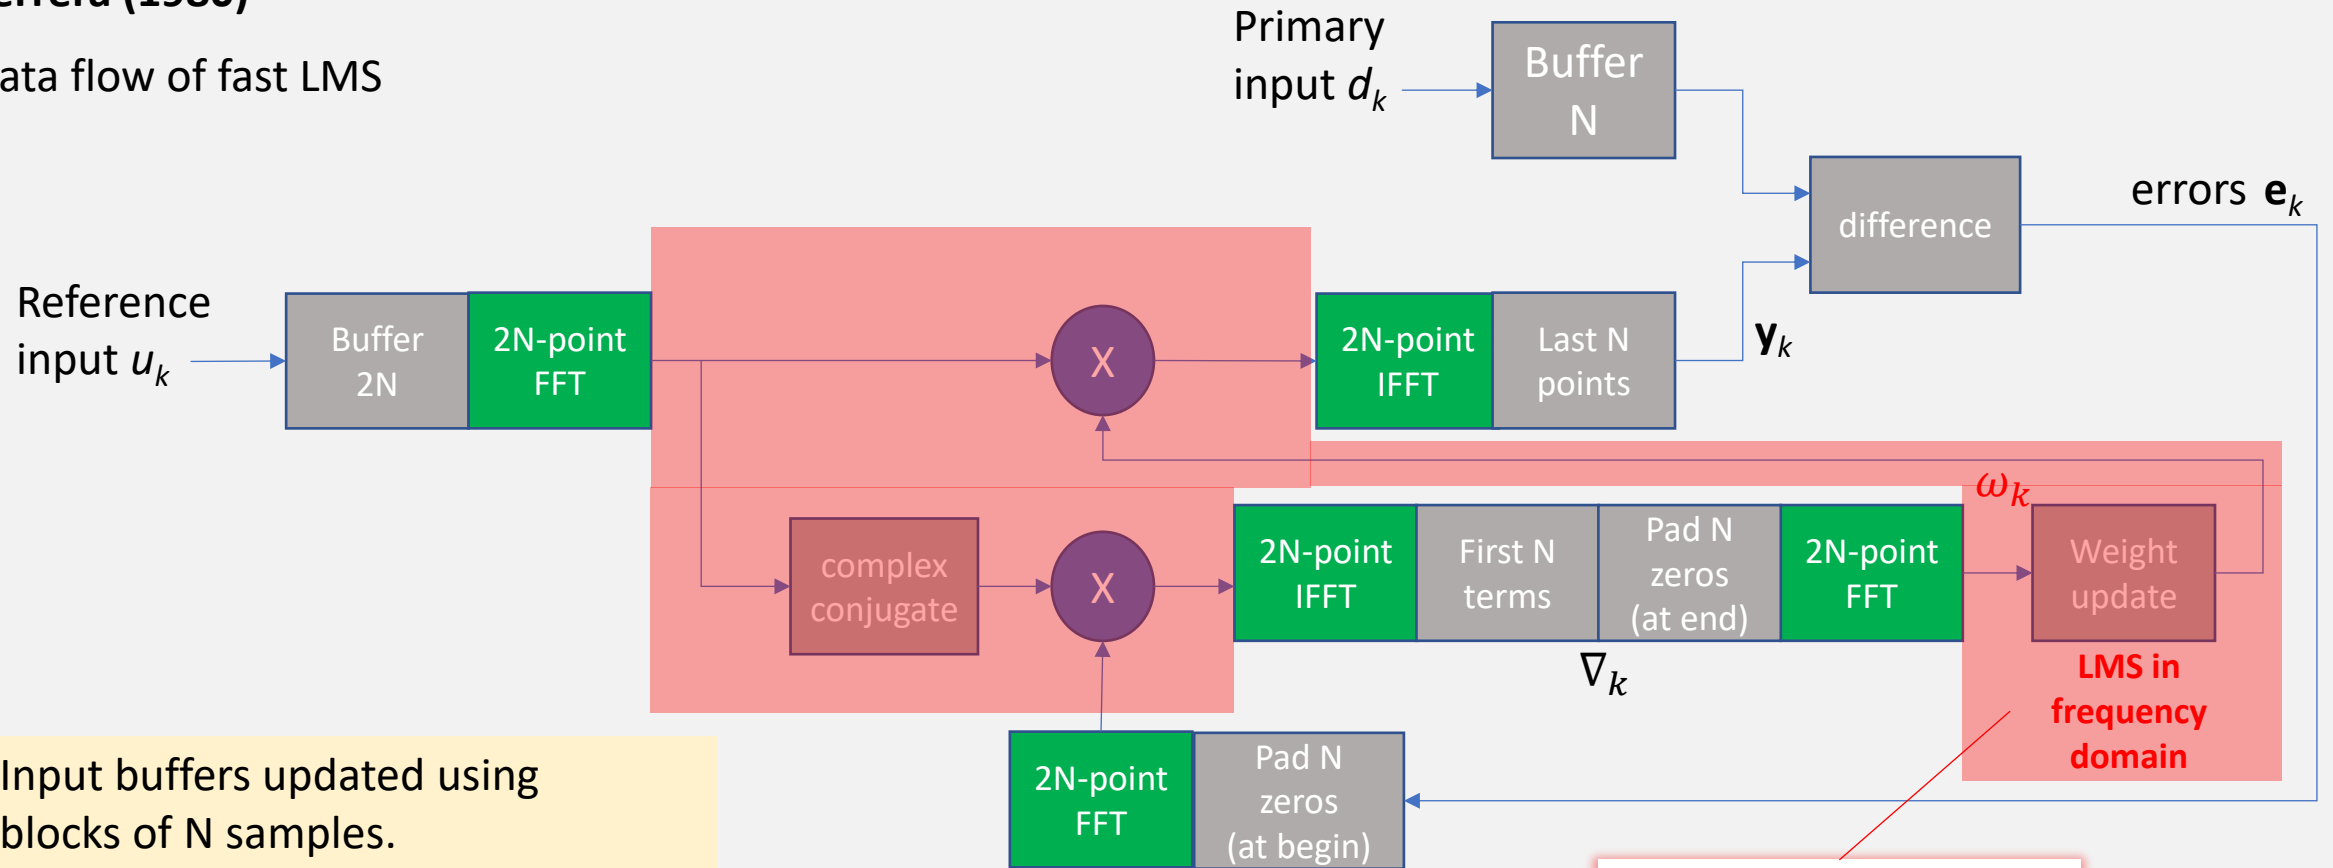 (1986)
ata flow of fast LMS
Primary
input dₖ
Buffer
N
difference
errors eₖ
Reference
input uₖ
Buffer
2N
2N-point
FFT
X
2N-point
IFFT
Last N
points
yₖ
ωₖ
complex
conjugate
X
2N-point
IFFT
First N
terms
Pad N
zeros
(at end)
2N-point
FFT
Weight
update
∇ₖ
LMS in
frequency
domain
2N-point
FFT
Pad N
zeros
(at begin)
Input buffers updated using
blocks of N samples.